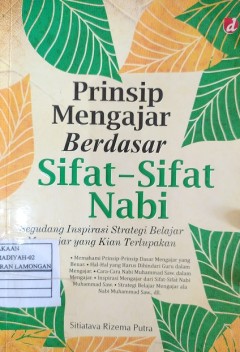 d
Prinsip
Mengajar
Berdasar
Sifat-Sifat
Nabi
Segudang Inspirasi Strategi Belajar
Mengajar yang Kian Terlupakan
• Memahami Prinsip-Prinsip Dasar Mengajar yang
Benar • Hal-Hal yang Harus Dihindari Guru dalam
Mengajar • Cara-Cara Nabi Muhammad Saw. dalam
Mengajar • Inspirasi Mengajar dari Sifat-Sifat Nabi
Muhammad Saw. • Strategi Belajar Mengajar ala
Nabi Muhammad Saw., dll.
Sitiatava Rizema Putra
AKAAN
ADIYAH-02
RAN LAMONGAN